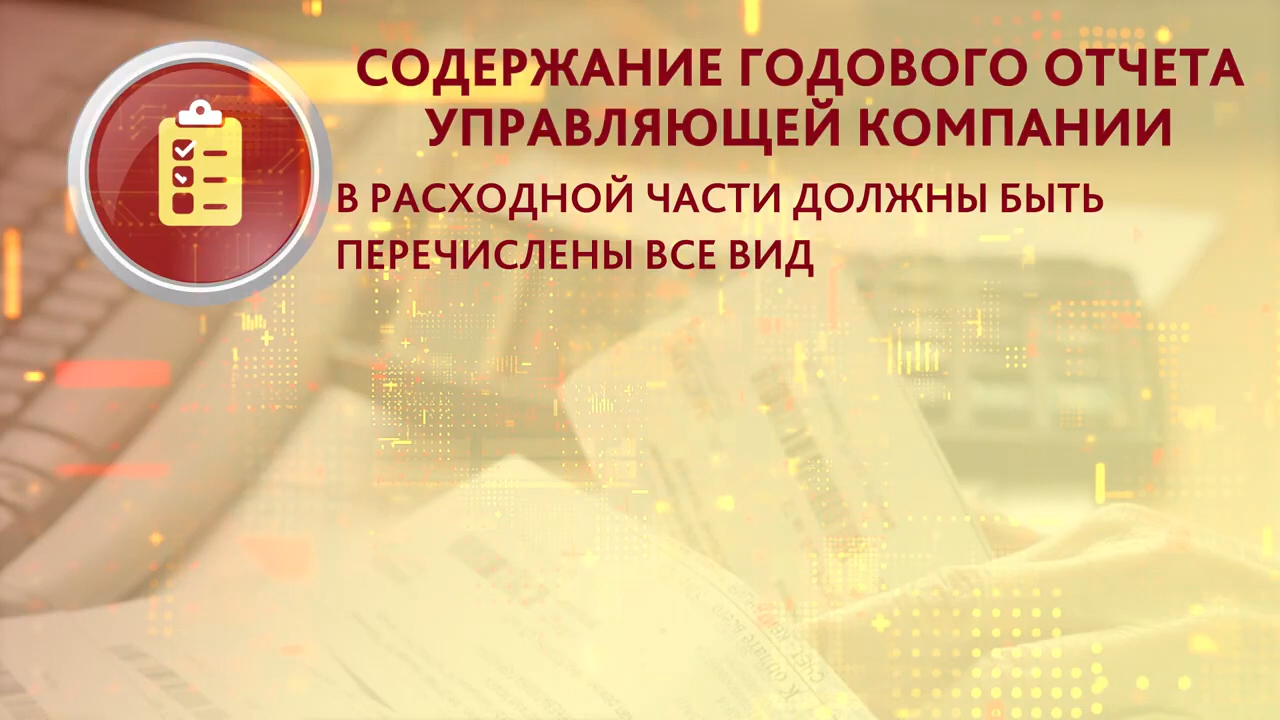 СОДЕРЖАНИЕ ГОДОВОГО ОТЧЕТА
УПРАВЛЯЮЩЕЙ КОМПАНИИ
В РАСХОДНОЙ ЧАСТИ ДОЛЖНЫ БЫТЬ
ПЕРЕЧИСЛЕНЫ ВСЕ ВИД